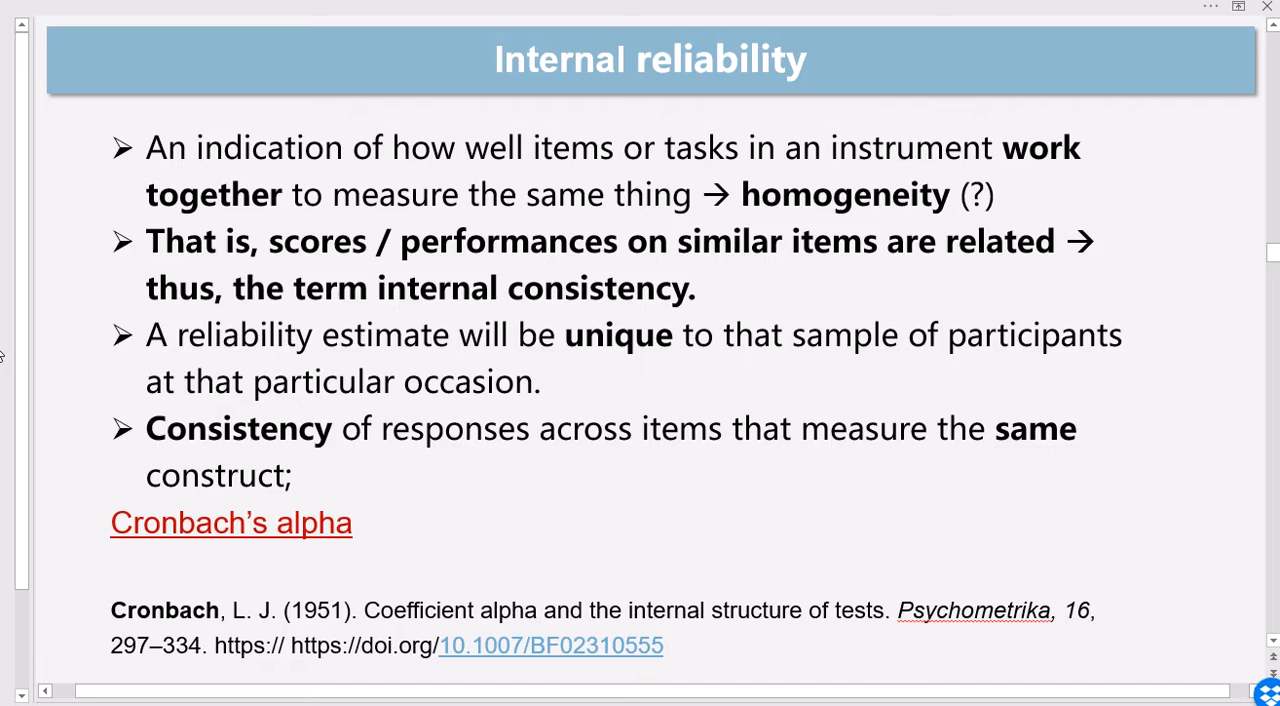 Internal reliability
➢ An indication of how well items or tasks in an instrument work
together to measure the same thing → homogeneity (?)
➢ That is, scores / performances on similar items are related →
thus, the term internal consistency.
➢ A reliability estimate will be unique to that sample of participants
at that particular occasion.
➢ Consistency of responses across items that measure the same
construct;
Cronbach’s alpha
Cronbach, L. J. (1951). Coefficient alpha and the internal structure of tests. Psychometrika, 16,
297–334. https:// https://doi.org/10.1007/BF02310555